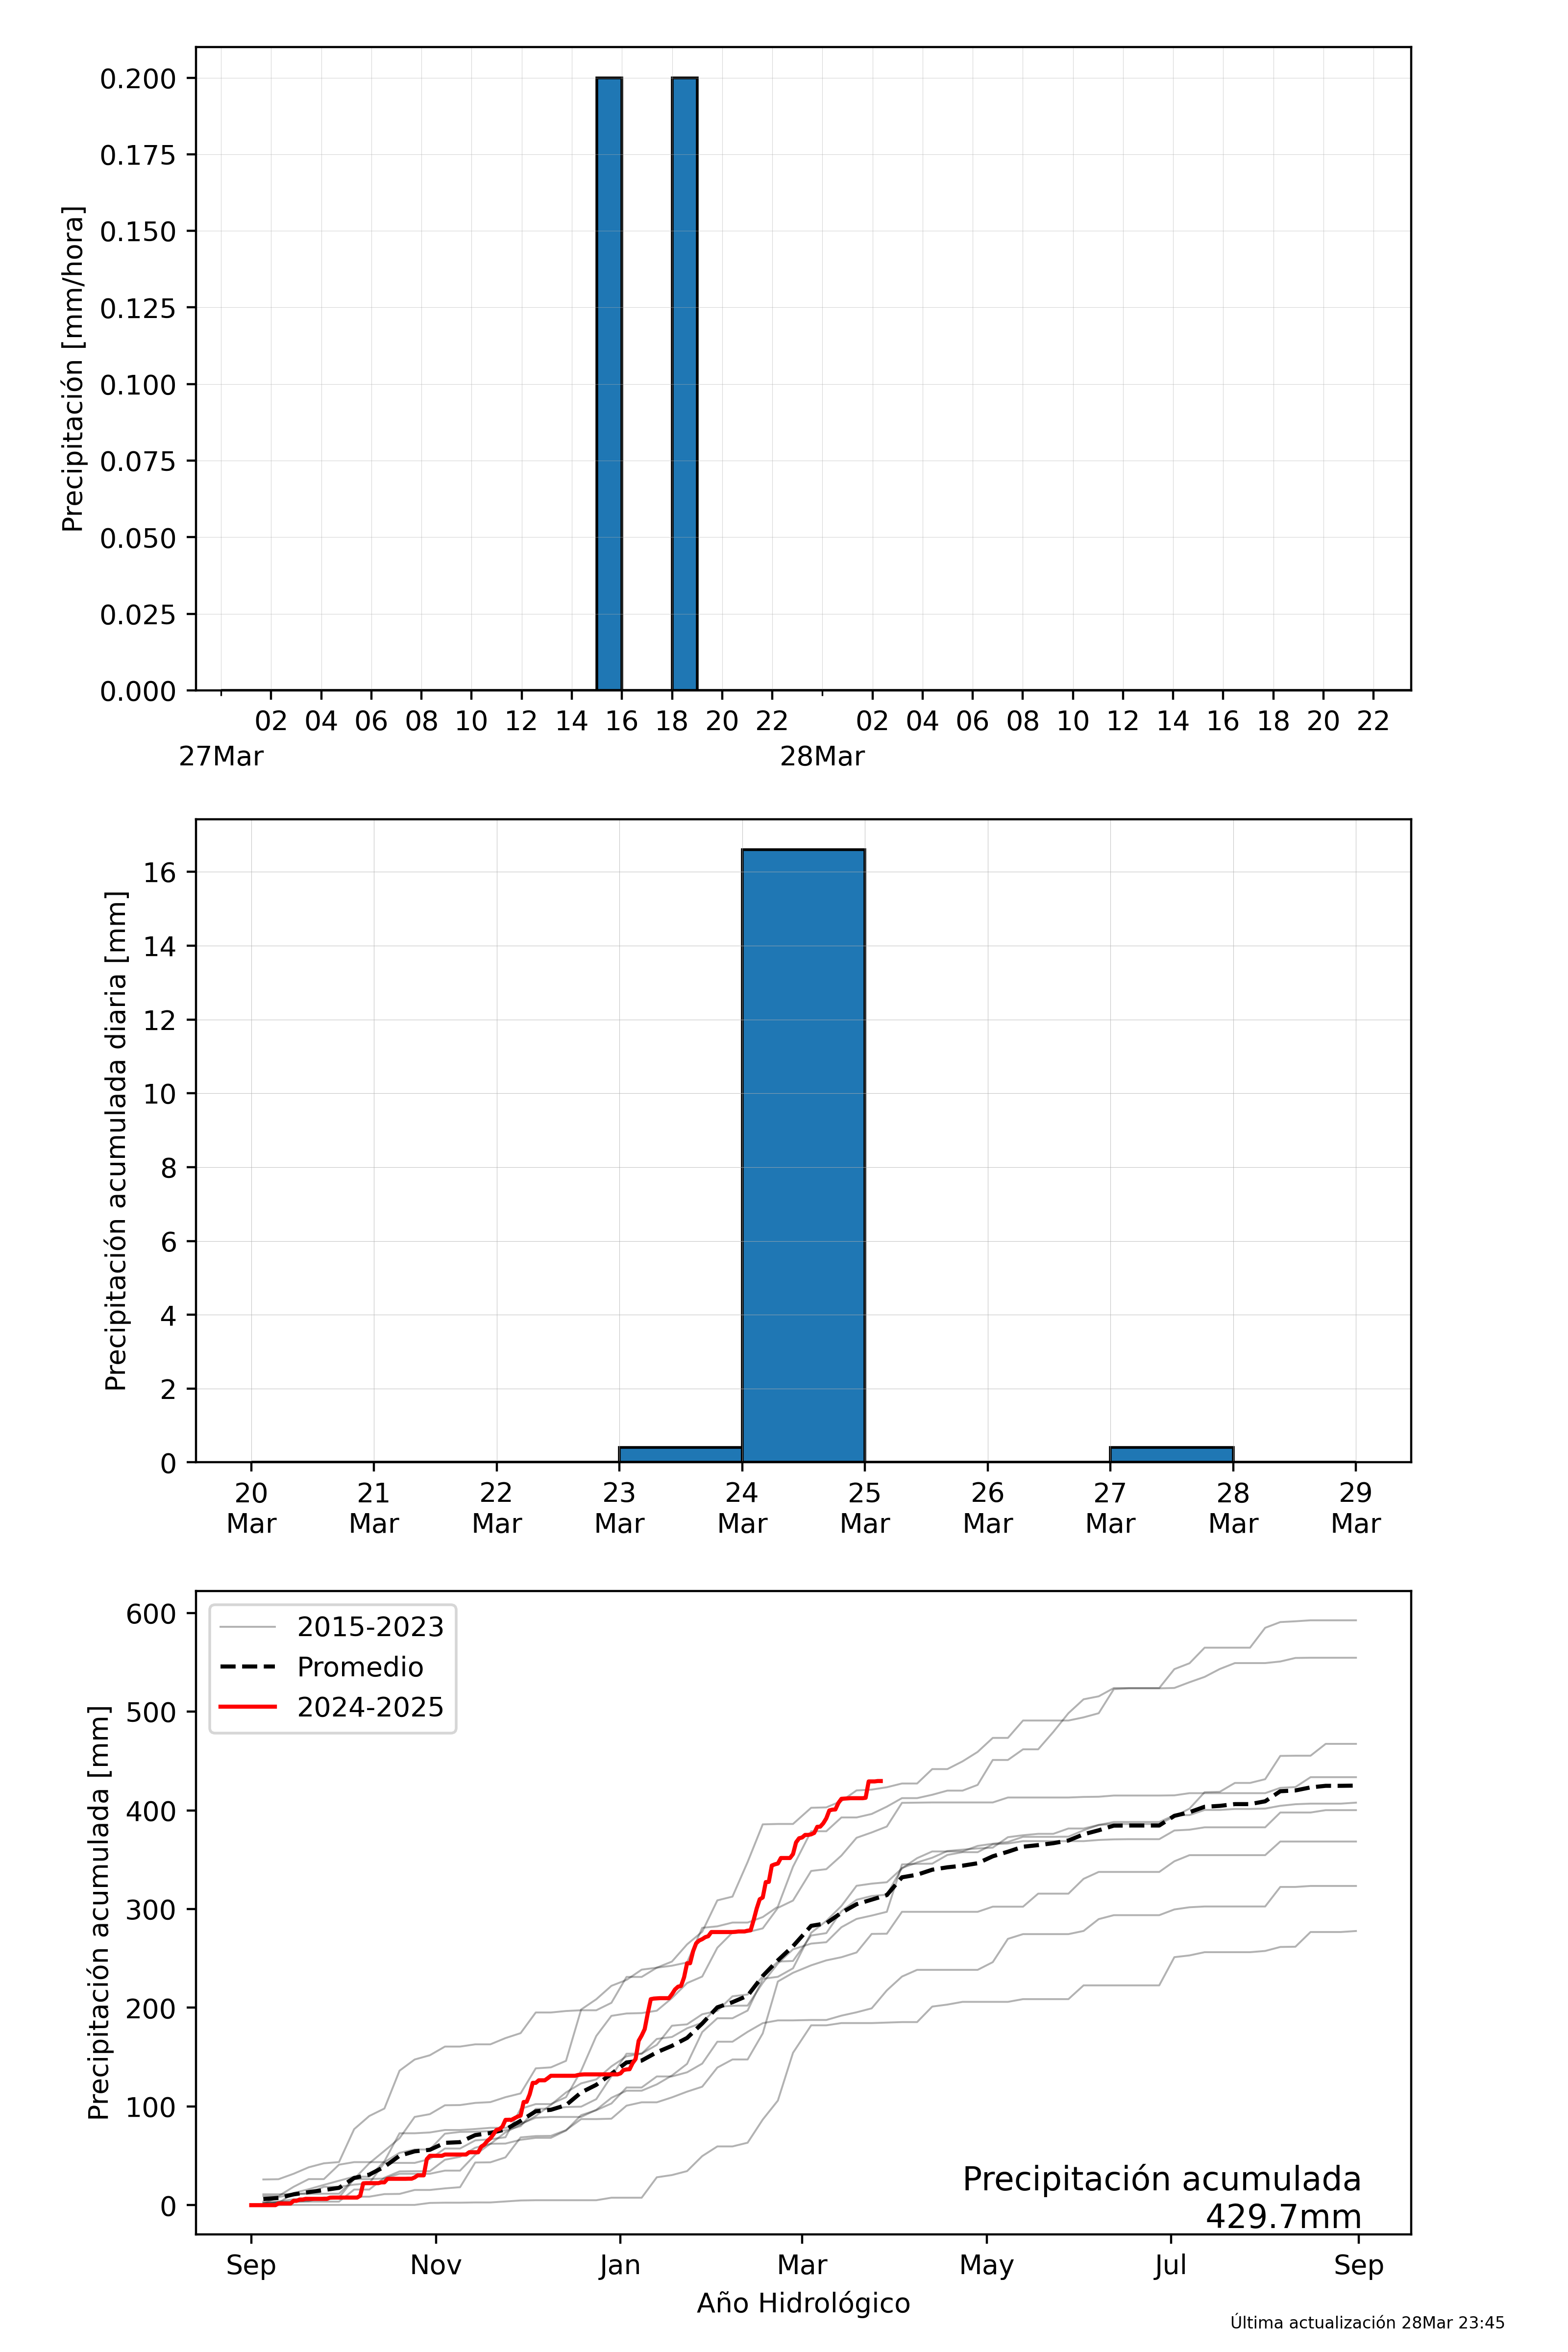 Precipitación [mm/hora]
0.200
0.175
0.150
0.125
0.100
0.075
0.050
0.025
0.000
02 04 06 08 10 12 14 16 18 20 22 02 04 06 08 10 12 14 16 18 20 22
27Mar 28Mar
Precipitación acumulada diaria [mm]
16
14
12
10
8
6
4
2
0
20 21 22 23 24 25 26 27 28 29
Mar Mar Mar Mar Mar Mar Mar Mar Mar Mar
Precipitación acumulada [mm]
600
500
400
300
200
100
0
2015-2023
Promedio
2024-2025
Precipitación acumulada
429.7mm
Sep Nov Jan Mar May Jul Sep
Año Hidrológico
Última actualización 28Mar 23:45